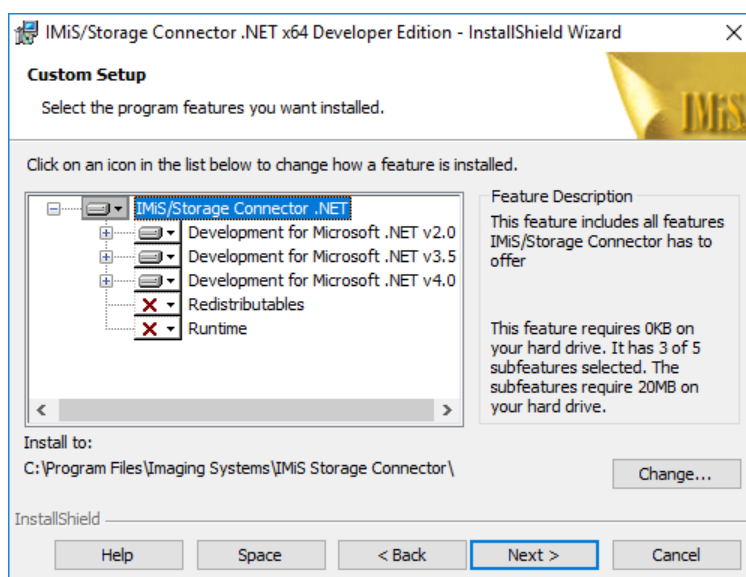 IMiS/Storage Connector .NET x64 Developer Edition - InstallShield Wizard
Custom Setup
Select the program features you want installed.
IMiS
Click on an icon in the list below to change how a feature is installed.
IMiS/Storage Connector .NET
Development for Microsoft .NET v2.0
Development for Microsoft .NET v3.5
Development for Microsoft .NET v4.0
Redistributables
Runtime
Feature Description
This feature includes all features
IMiS/Storage Connector has to
offer
This feature requires 0KB on
your hard drive. It has 3 of 5
subfeatures selected. The
subfeatures require 20MB on
your hard drive.
Install to:
C:\Program Files\Imaging Systems\IMiS Storage Connector\
Change...
InstallShield
Help
Space
< Back
Next >
Cancel